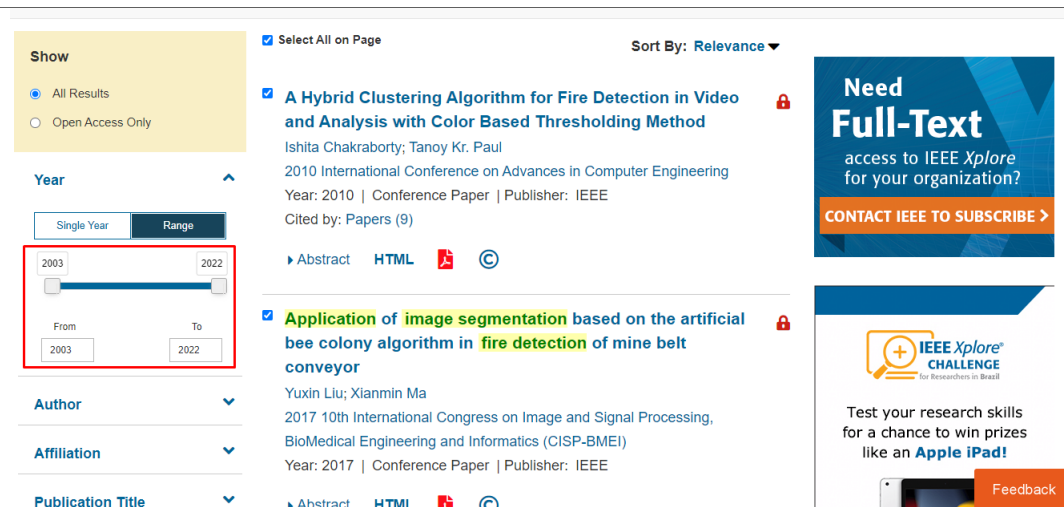 Show
All Results
Open Access Only
Year
Single Year
Range
2003
2022
From
To
2003
2022
Author
Affiliation
Publication Title
Select All on Page
Sort By: Relevance
A Hybrid Clustering Algorithm for Fire Detection in Video
and Analysis with Color Based Thresholding Method
Ishita Chakraborty; Tanoy Kr. Paul
2010 International Conference on Advances in Computer Engineering
Year: 2010 | Conference Paper | Publisher: IEEE
Cited by: Papers (9)
Abstract HTML ©
Application of image segmentation based on the artificial
bee colony algorithm in fire detection of mine belt
conveyor
Yuxin Liu; Xianmin Ma
2017 10th International Congress on Image and Signal Processing,
BioMedical Engineering and Informatics (CISP-BMEI)
Year: 2017 | Conference Paper | Publisher: IEEE
Abstract HTML ©
Need
Full-Text
access to IEEE Xplore
for your organization?
CONTACT IEEE TO SUBSCRIBE >
IEEE Xplore®
CHALLENGE
for Researchers in Brazil
Test your research skills
for a chance to win prizes
like an Apple iPad!
Feedback